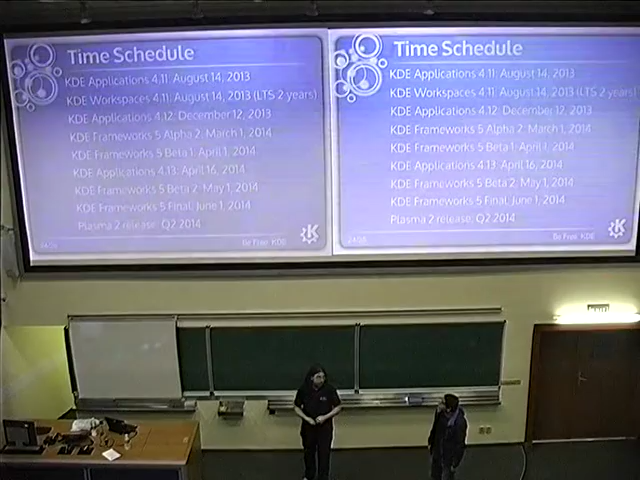 Time Schedule
KDE Applications 4.11: August 14, 2013
KDE Workspaces 4.11: August 14, 2013 (LTS 2 years)
KDE Applications 4.12: December 12, 2013
KDE Frameworks 5 Alpha 2: March 1, 2014
KDE Frameworks 5 Beta 1: April 1, 2014
KDE Applications 4.13: April 16, 2014
KDE Frameworks 5 Beta 2: May 1, 2014
KDE Frameworks 5 Final: June 1, 2014
Plasma 2 release: Q2 2014
Be Free. KDE
Time Schedule
KDE Applications 4.11: August 14, 2013
KDE Workspaces 4.11: August 14, 2013 (LTS 2 years)
KDE Applications 4.12: December 12, 2013
KDE Frameworks 5 Alpha 2: March 1, 2014
KDE Frameworks 5 Beta 1: April 1, 2014
KDE Applications 4.13: April 16, 2014
KDE Frameworks 5 Beta 2: May 1, 2014
KDE Frameworks 5 Final: June 1, 2014
Plasma 2 release: Q2 2014
Be Free. KDE